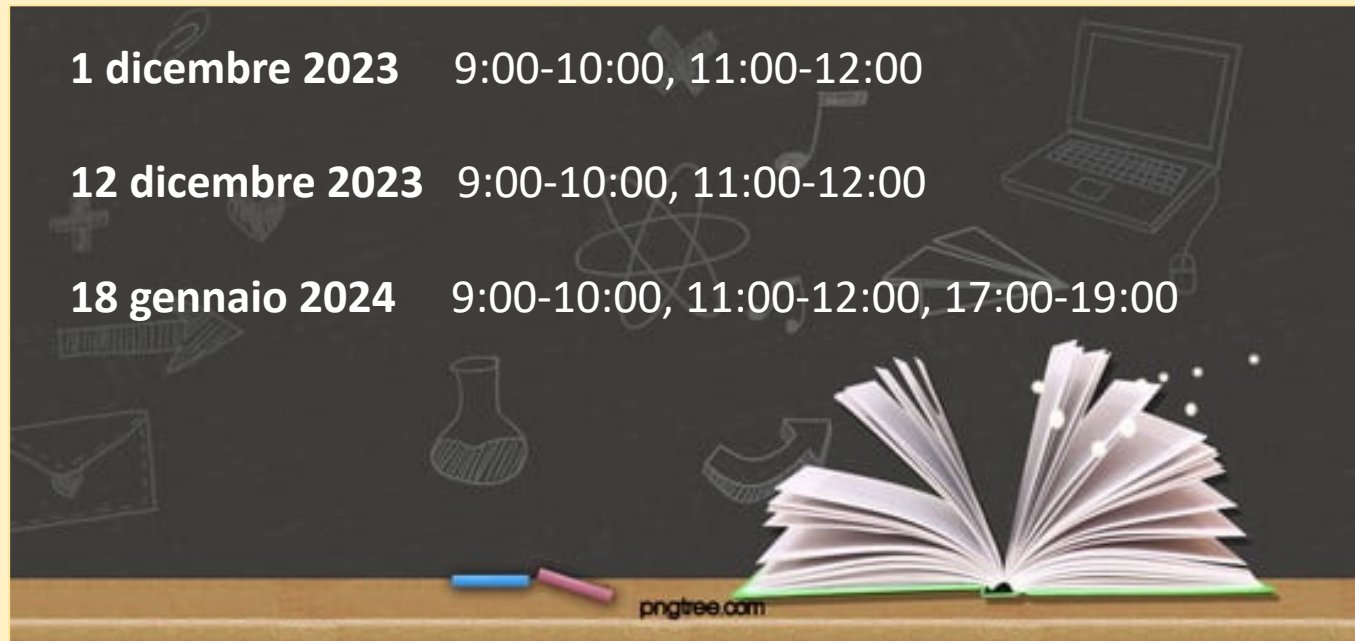 1 dicembre 2023 9:00-10:00, 11:00-12:00
12 dicembre 2023 9:00-10:00, 11:00-12:00
18 gennaio 2024 9:00-10:00, 11:00-12:00, 17:00-19:00
pngtree.com